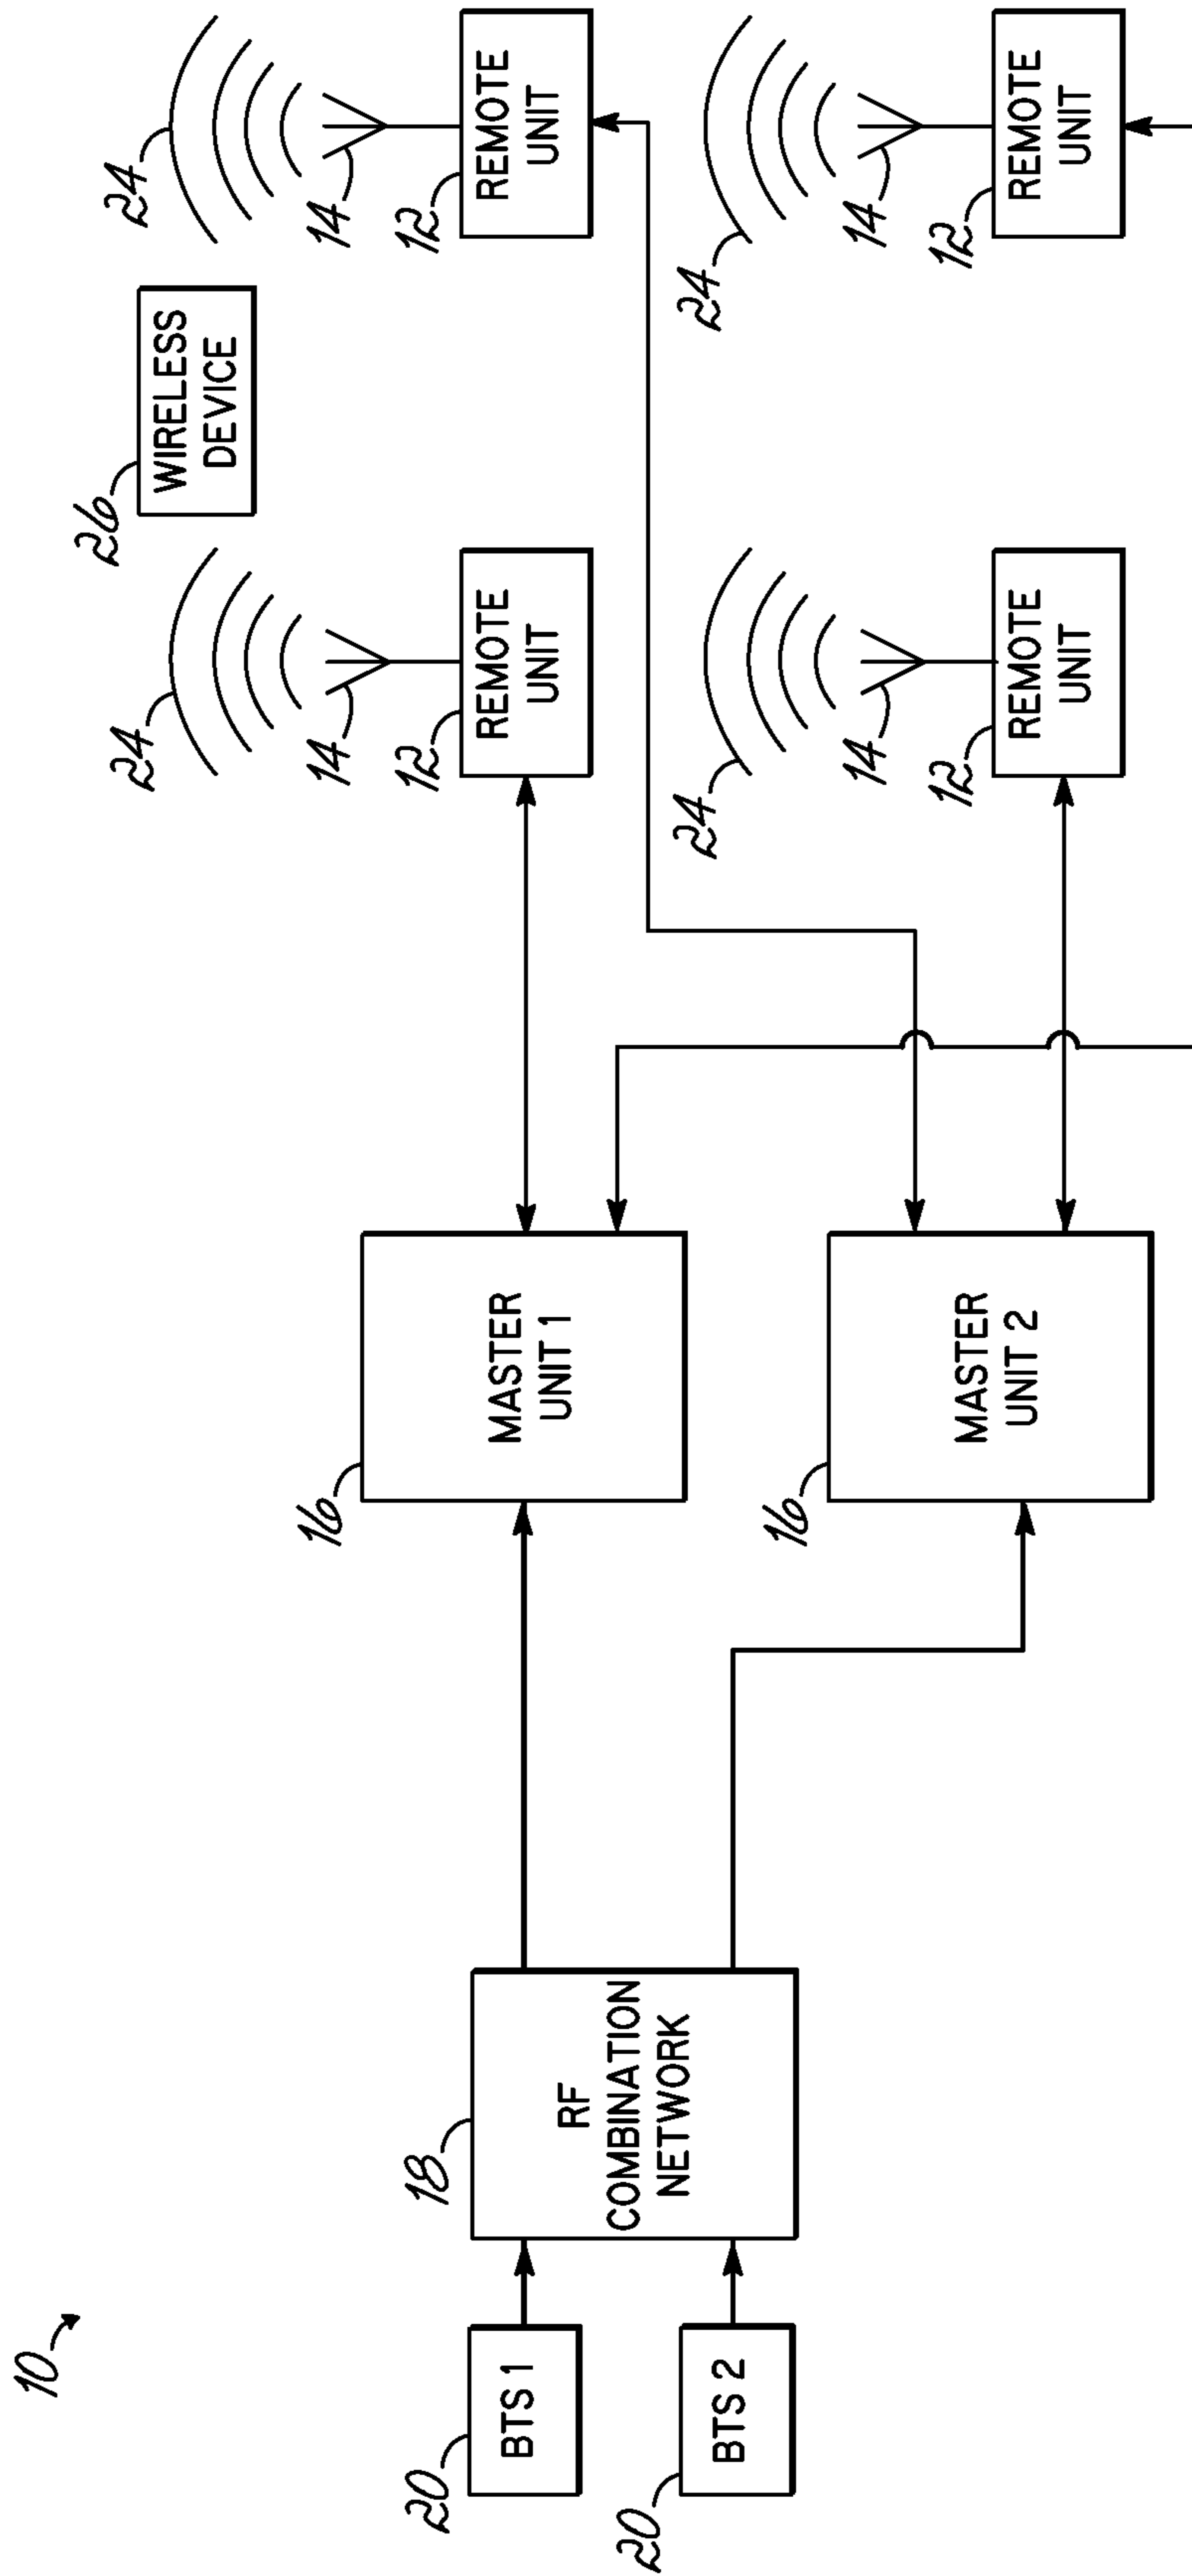 10
20
BTS 1
20
BTS 2
18
RF
COMBINATION
NETWORK
16
MASTER
UNIT 1
16
MASTER
UNIT 2
24
14
12
REMOTE
UNIT
24
14
12
REMOTE
UNIT
26
WIRELESS
DEVICE
24
14
12
REMOTE
UNIT
24
14
12
REMOTE
UNIT